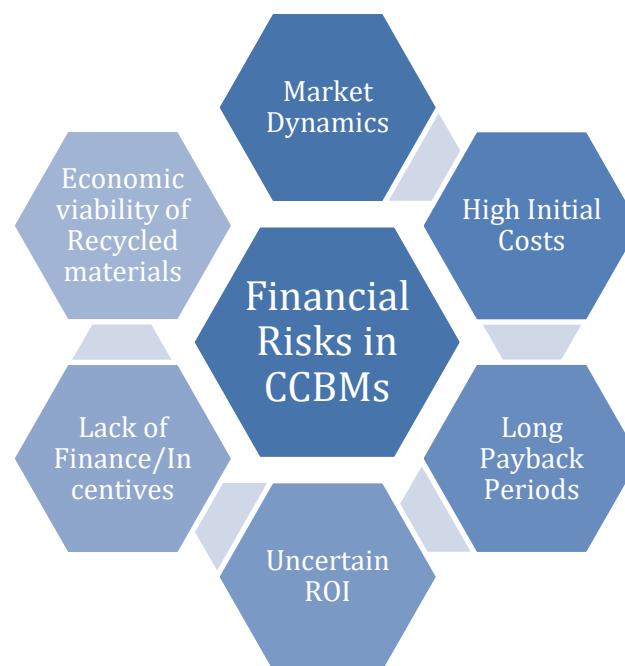 Market
Dynamics
Economic
viability of
Recycled
materials
High Initial
Costs
Financial
Risks in
CCBMs
Lack of
Finance/In
centives
Long
Payback
Periods
Uncertain
ROI